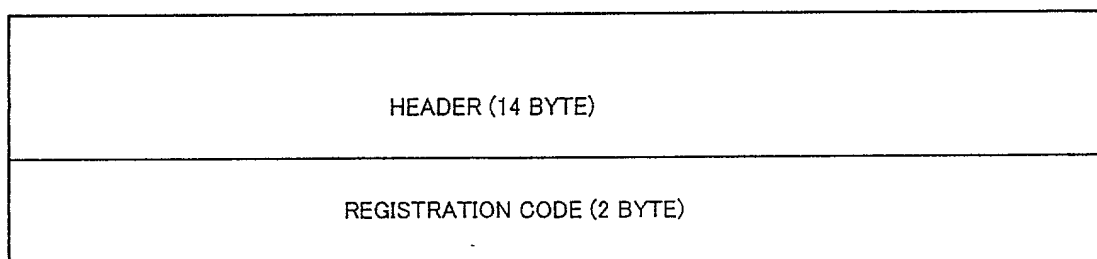 HEADER (14 BYTE)
REGISTRATION CODE (2 BYTE)